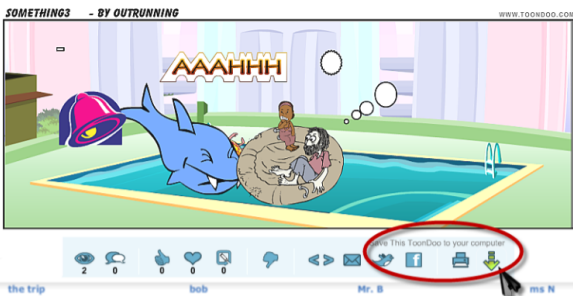 SOMETHING3 - BY OUTRUNNING
WWW.TOONDOO.COM
AAAHHH
ave This ToonDoo to your computer
2 0 0 0 0
f
the trip bob Mr. B ms N